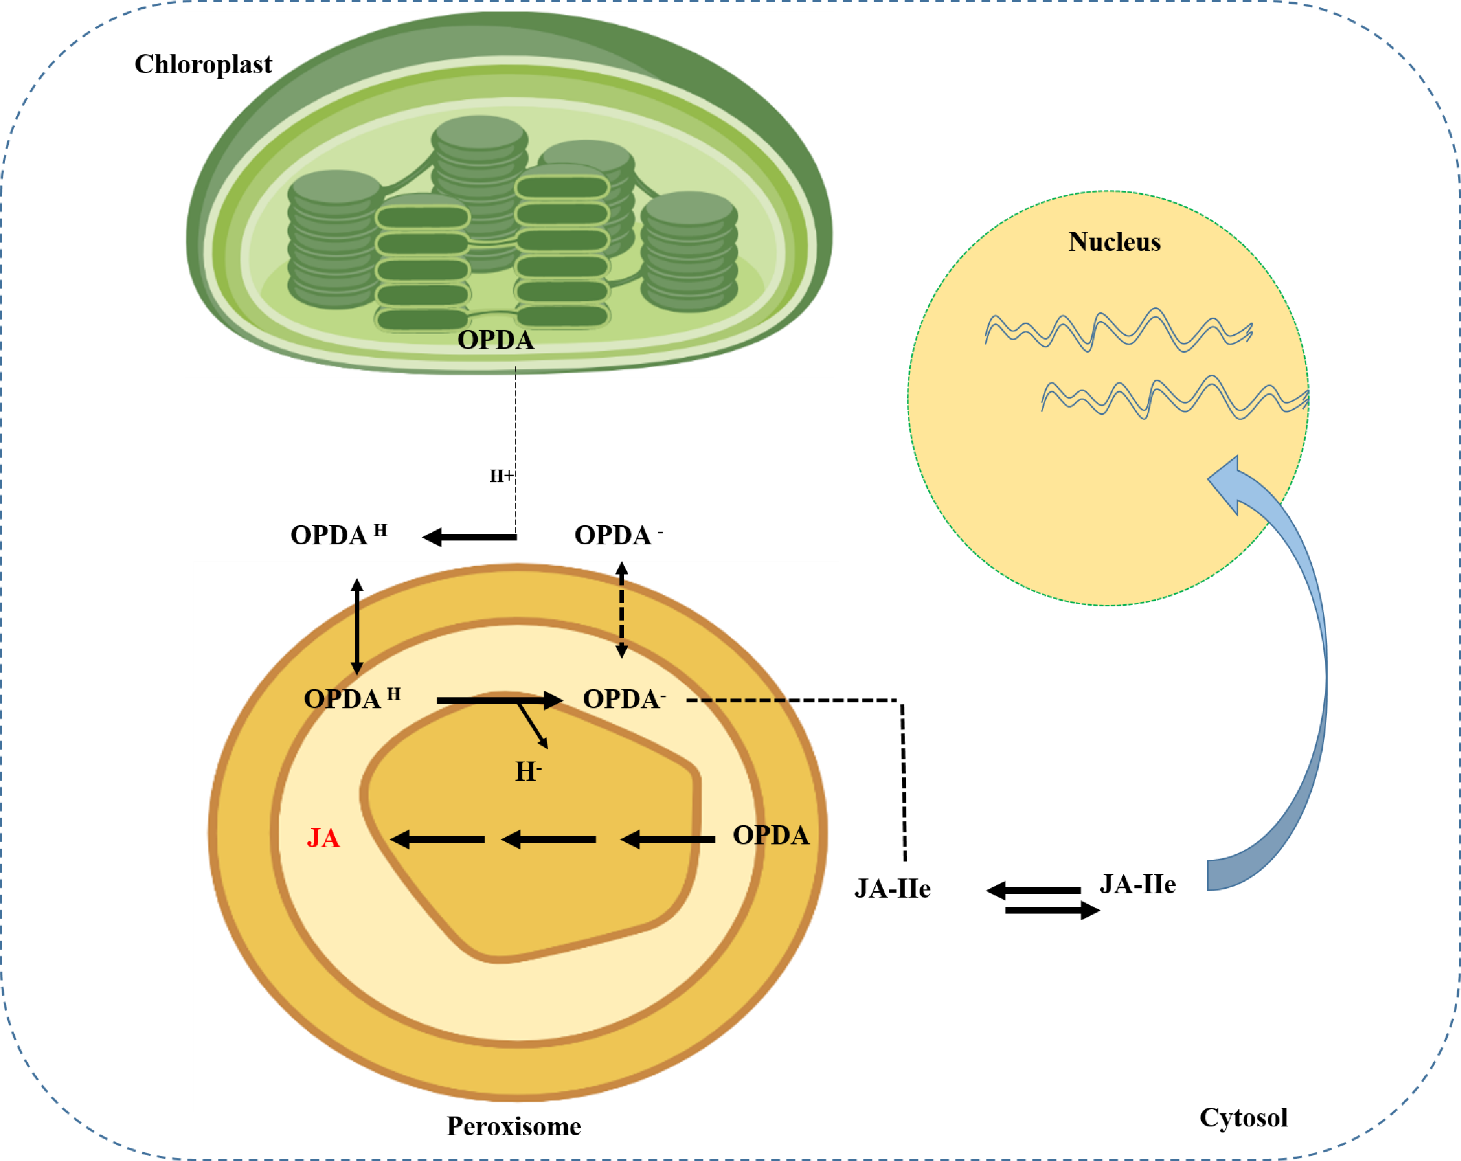 Chloroplast
Nucleus
OPDA
H+
OPDA H
OPDA -
OPDA H
OPDA-
H-
JA
OPDA
JA-IIe
JA-IIe
Peroxisome
Cytosol